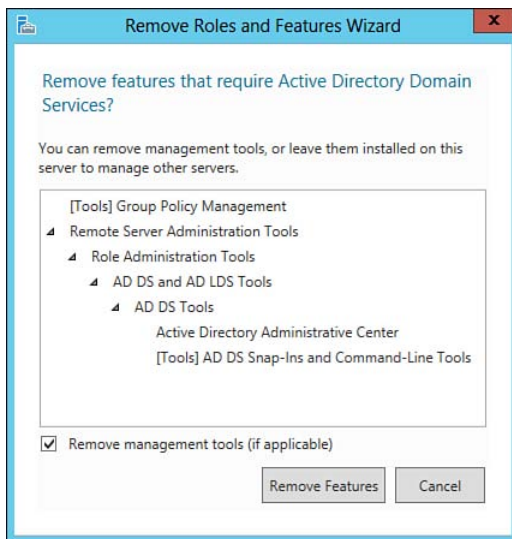 Remove Roles and Features Wizard
x
Remove features that require Active Directory Domain
Services?
You can remove management tools, or leave them installed on this
server to manage other servers.
[Tools] Group Policy Management
Remote Server Administration Tools
Role Administration Tools
AD DS and AD LDS Tools
AD DS Tools
Active Directory Administrative Center
[Tools] AD DS Snap-Ins and Command-Line Tools
Remove management tools (if applicable)
Remove Features
Cancel